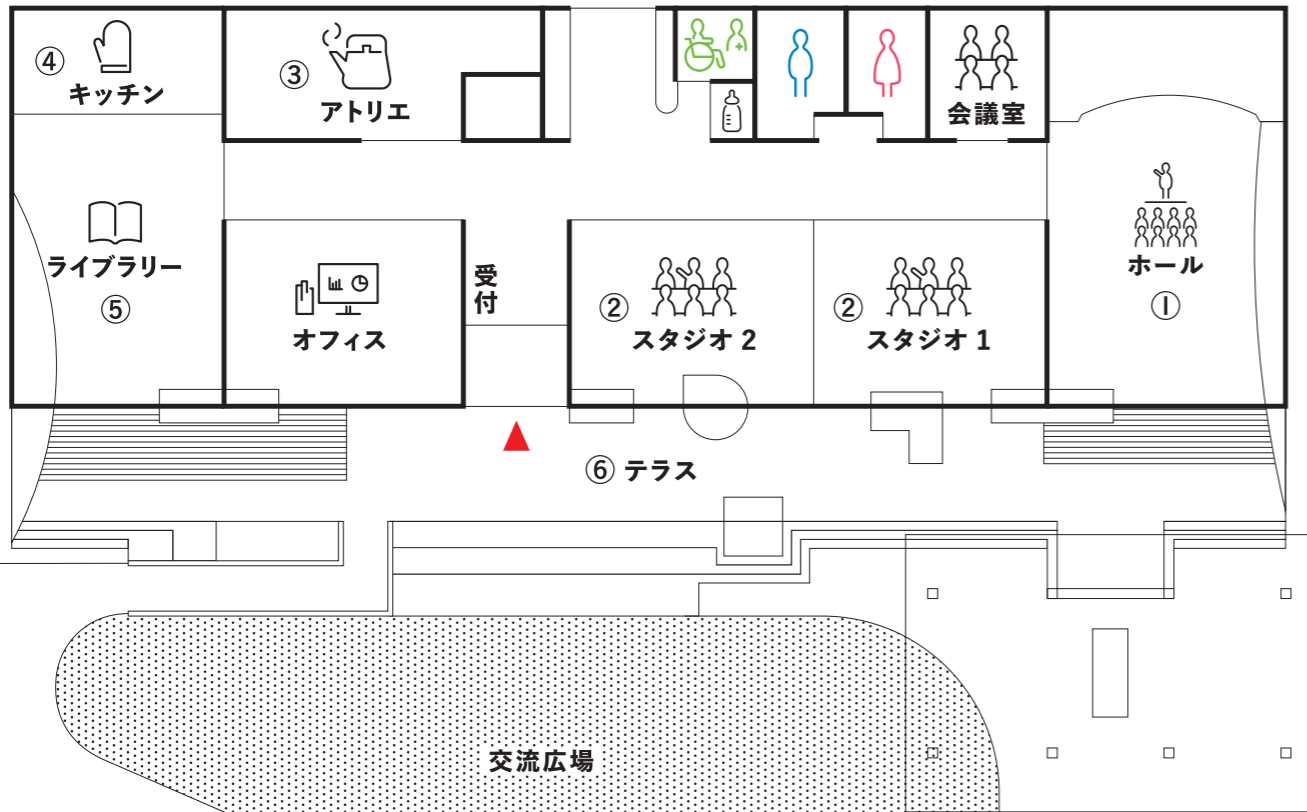 ④
キッチン
③
アトリエ
会議室
ライブラリー
⑤
オフィス
受付
②
スタジオ 2
②
スタジオ 1
ホール
①
⑥ テラス
交流広場